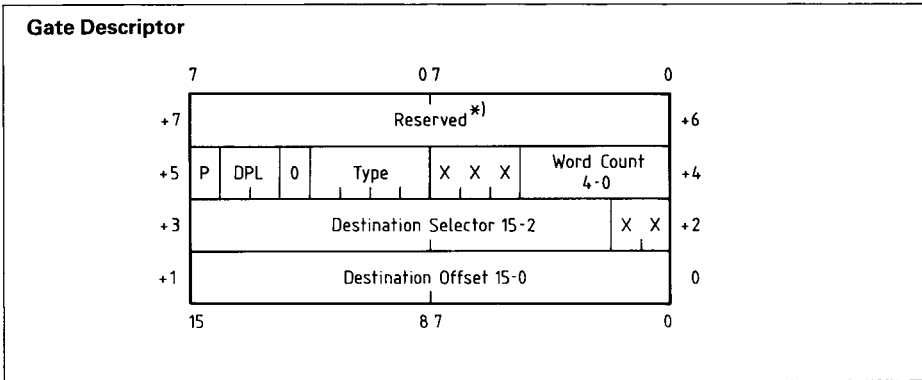 Gate Descriptor
7 0 7 0
+7 Reserved*) +6
+5 P DPL 0 Type X X X Word Count 4-0 +4
+3 Destination Selector 15-2 X X +2
+1 Destination Offset 15-0 0
15 8 7 0